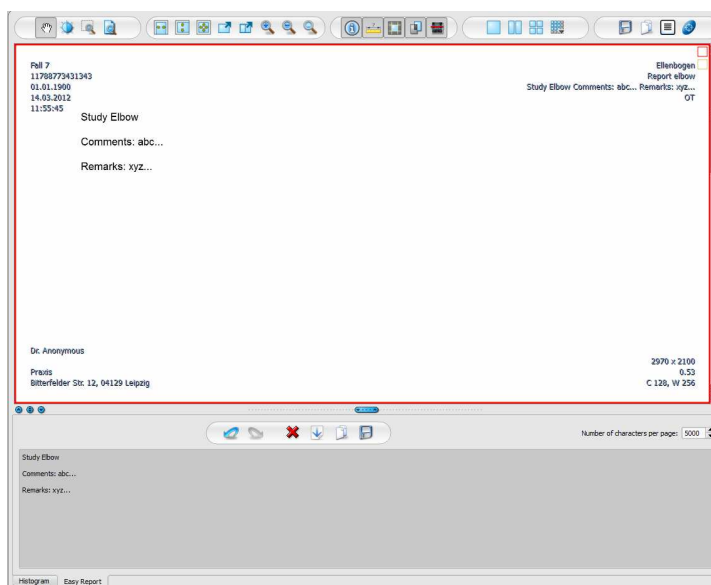 Fall 7
11788773431343
01.01.1900
14.03.2012
11:55:45
Ellenbogen
Report elbow
Study Elbow Comments: abc... Remarks: xyz...
OT
Study Elbow
Comments: abc...
Remarks: xyz...
Dr. Anonymous
Praxis
Bitterfelder Str. 12, 04129 Leipzig
2970 x 2100
0.53
C 128, W 256
Number of characters per page: 5000
Study Elbow
Comments: abc...
Remarks: xyz...
Histogram Easy Report